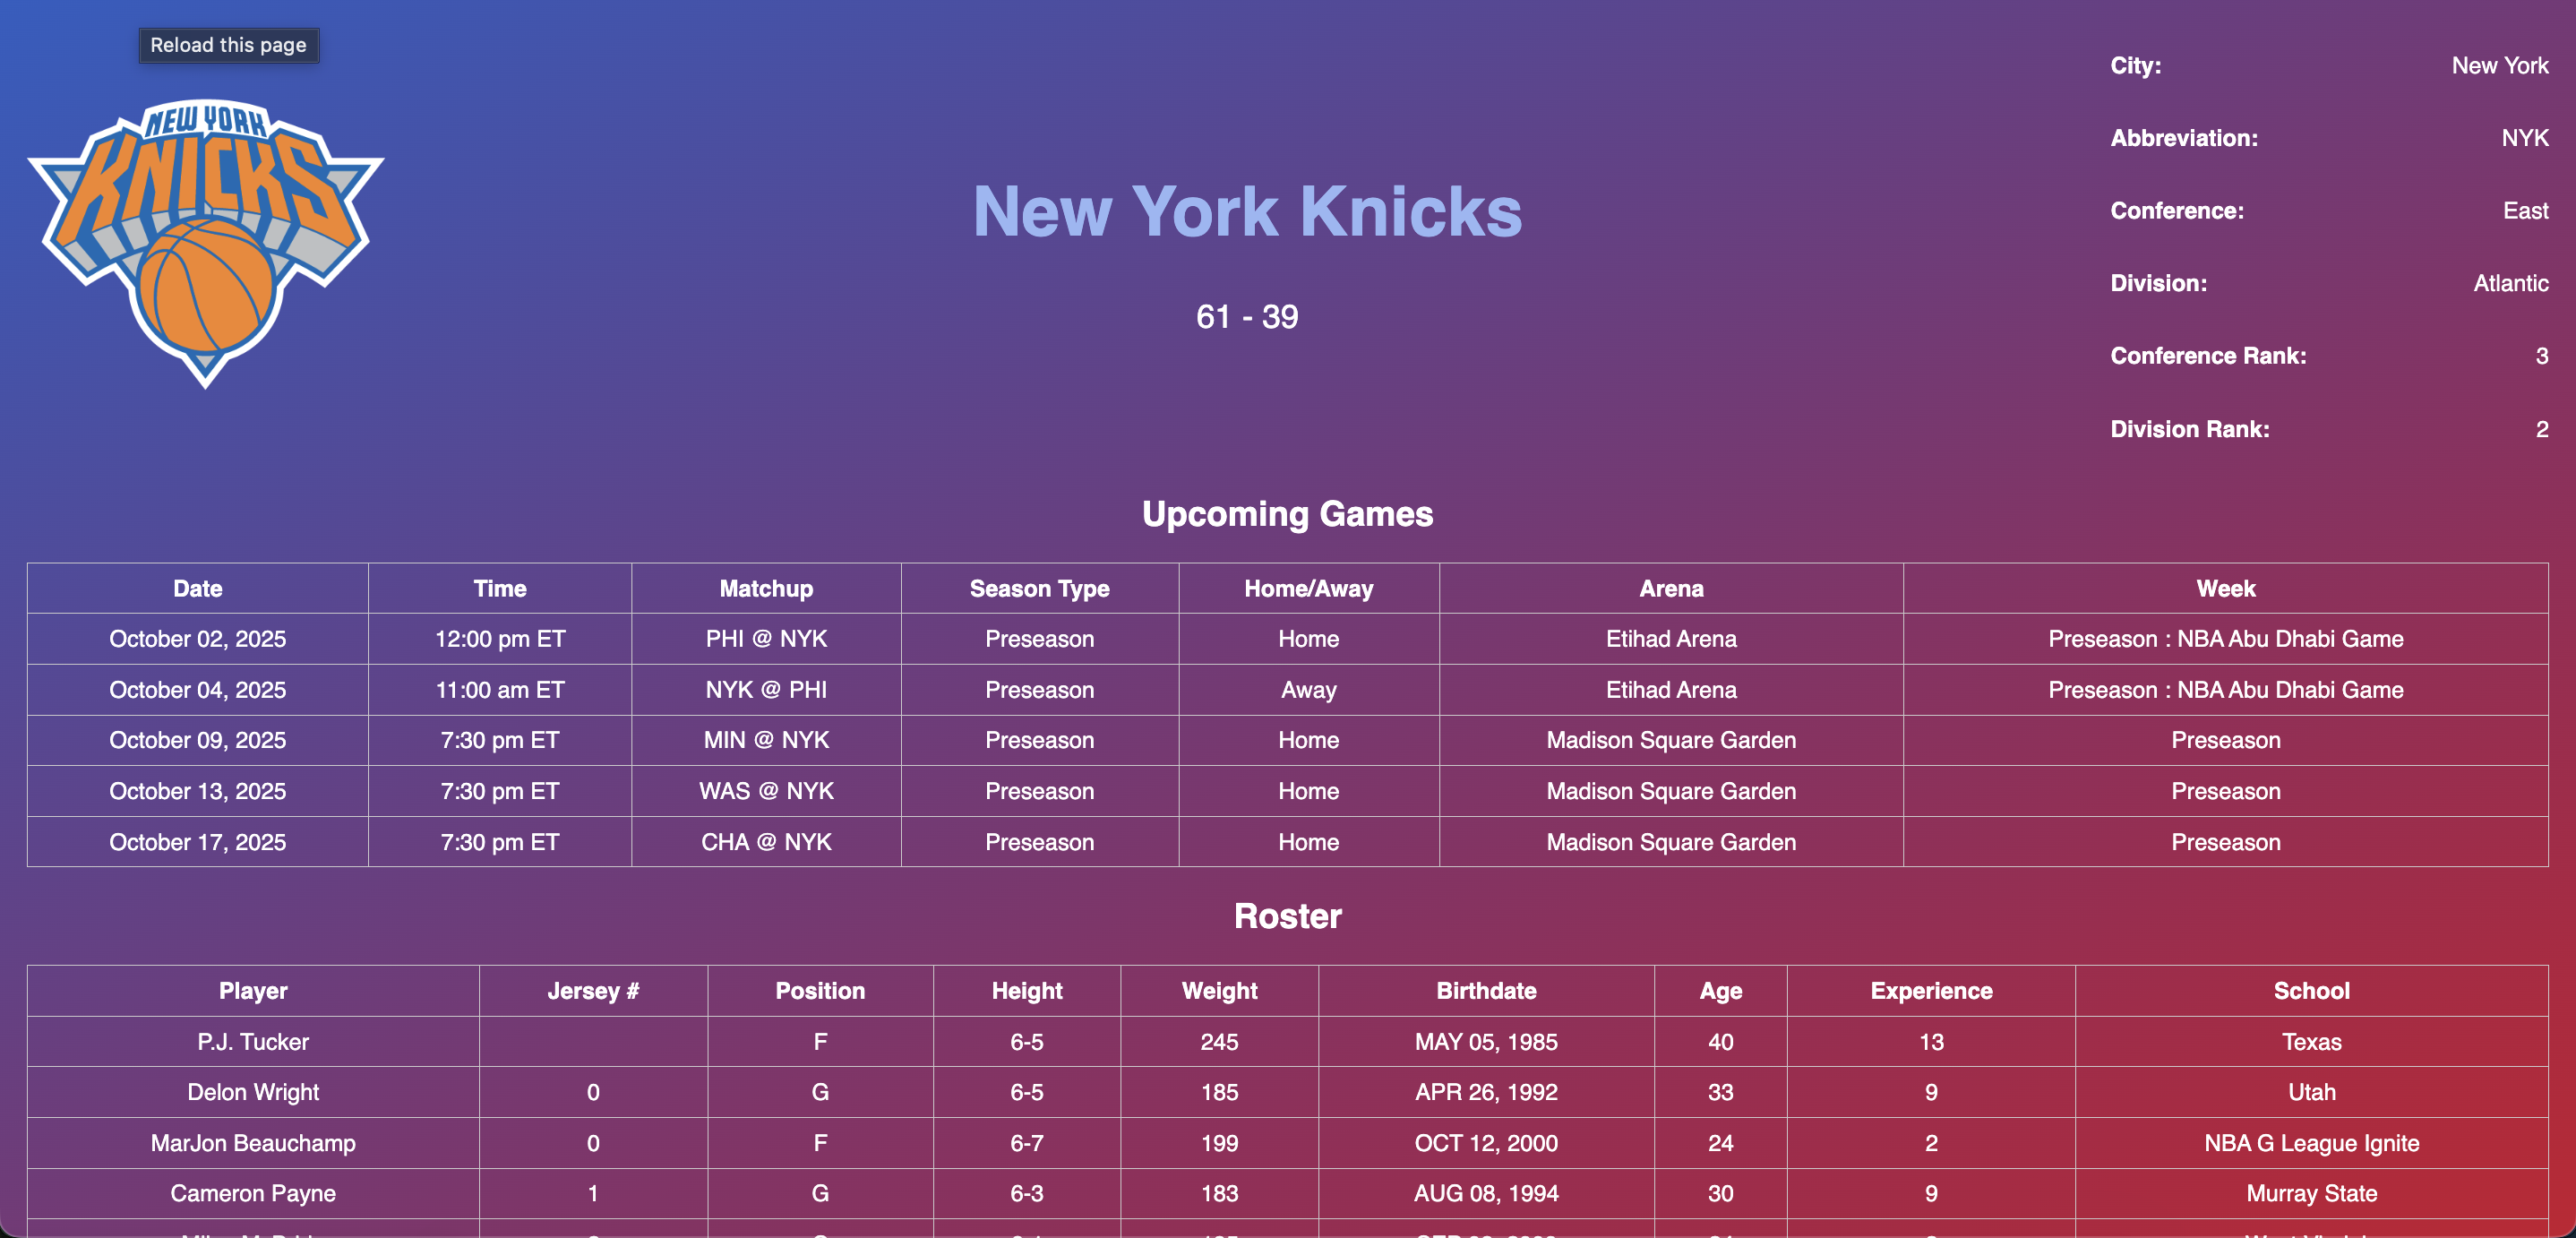 Reload this page
NEW YORK
KNICKS
City: New York
Abbreviation: NYK
Conference: East
Division: Atlantic
Conference Rank: 3
Division Rank: 2
New York Knicks
61 - 39
Upcoming Games
Date Time Matchup Season Type Home/Away Arena Week
October 02, 2025 12:00 pm ET PHI @ NYK Preseason Home Etihad Arena Preseason : NBA Abu Dhabi Game
October 04, 2025 11:00 am ET NYK @ PHI Preseason Away Etihad Arena Preseason : NBA Abu Dhabi Game
October 09, 2025 7:30 pm ET MIN @ NYK Preseason Home Madison Square Garden Preseason
October 13, 2025 7:30 pm ET WAS @ NYK Preseason Home Madison Square Garden Preseason
October 17, 2025 7:30 pm ET CHA @ NYK Preseason Home Madison Square Garden Preseason
Roster
Player Jersey # Position Height Weight Birthdate Age Experience School
P.J. Tucker F 6-5 245 MAY 05, 1985 40 13 Texas
Delon Wright 0 G 6-5 185 APR 26, 1992 33 9 Utah
MarJon Beauchamp 0 F 6-7 199 OCT 12, 2000 24 2 NBA G League Ignite
Cameron Payne 1 G 6-3 183 AUG 08, 1994 30 9 Murray State